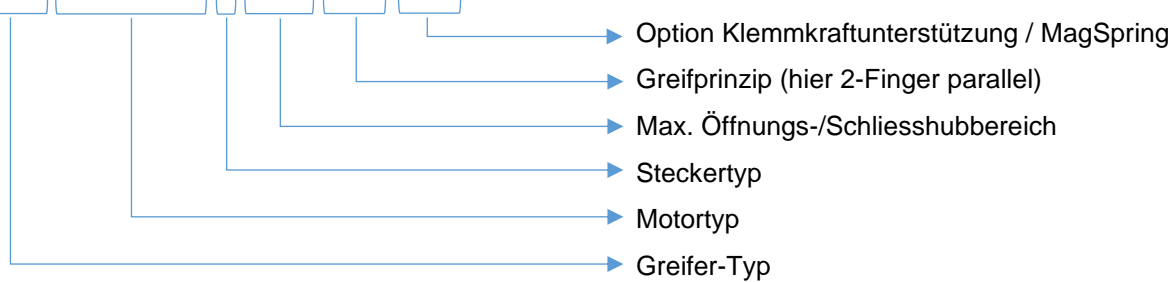 Option Klemmkraftunterstützung / MagSpring
Greifprinzip (hier 2-Finger parallel)
Max. Öffnungs-/Schliesshubbereich
Steckertyp
Motortyp
Greifer-Typ